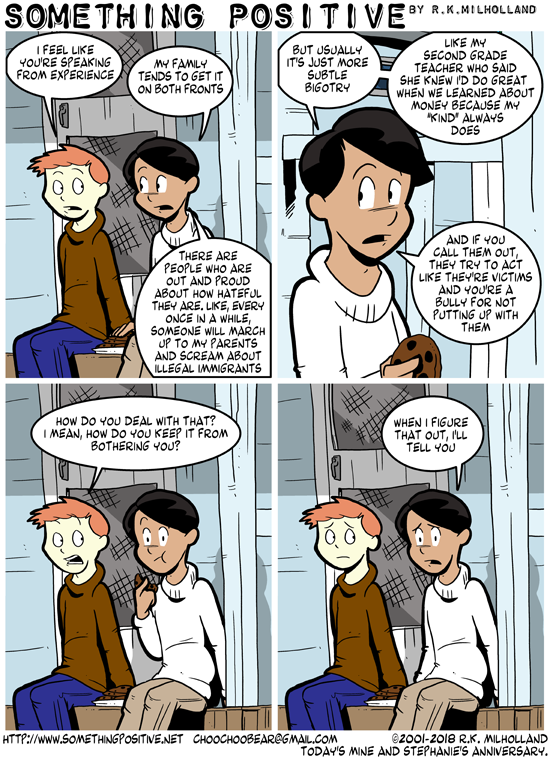 SOMETHING POSITIVE BY R.K.MILHOLLAND
I FEEL LIKE
YOU'RE SPEAKING
FROM EXPERIENCE
MY FAMILY
TENDS TO GET IT
ON BOTH FRONTS
THERE ARE
PEOPLE WHO ARE
OUT AND PROUD
ABOUT HOW HATEFUL
THEY ARE. LIKE, EVERY
ONCE IN A WHILE,
SOMEONE WILL MARCH
UP TO MY PARENTS
AND SCREAM ABOUT
ILLEGAL IMMIGRANTS
BUT USUALLY
IT'S JUST MORE
SUBTLE
BIGOTRY
LIKE MY
SECOND GRADE
TEACHER WHO SAID
SHE KNEW I'D DO GREAT
WHEN WE LEARNED ABOUT
MONEY BECAUSE MY
"KIND" ALWAYS
DOES
AND IF YOU
CALL THEM OUT,
THEY TRY TO ACT
LIKE THEY'RE VICTIMS
AND YOU'RE A
BULLY FOR NOT
PUTTING UP WITH
THEM
HOW DO YOU DEAL WITH THAT?
I MEAN, HOW DO YOU KEEP IT FROM
BOTHERING YOU?
WHEN I FIGURE
THAT OUT, I'LL
TELL YOU
HTTP://WWW.SOMETHINGPOSITIVE.NET CHOOCHOOBEAR@GMAIL.COM ©2001-2018 R.K. MILHOLLAND
TODAY'S MINE AND STEPHANIE'S ANNIVERSARY.